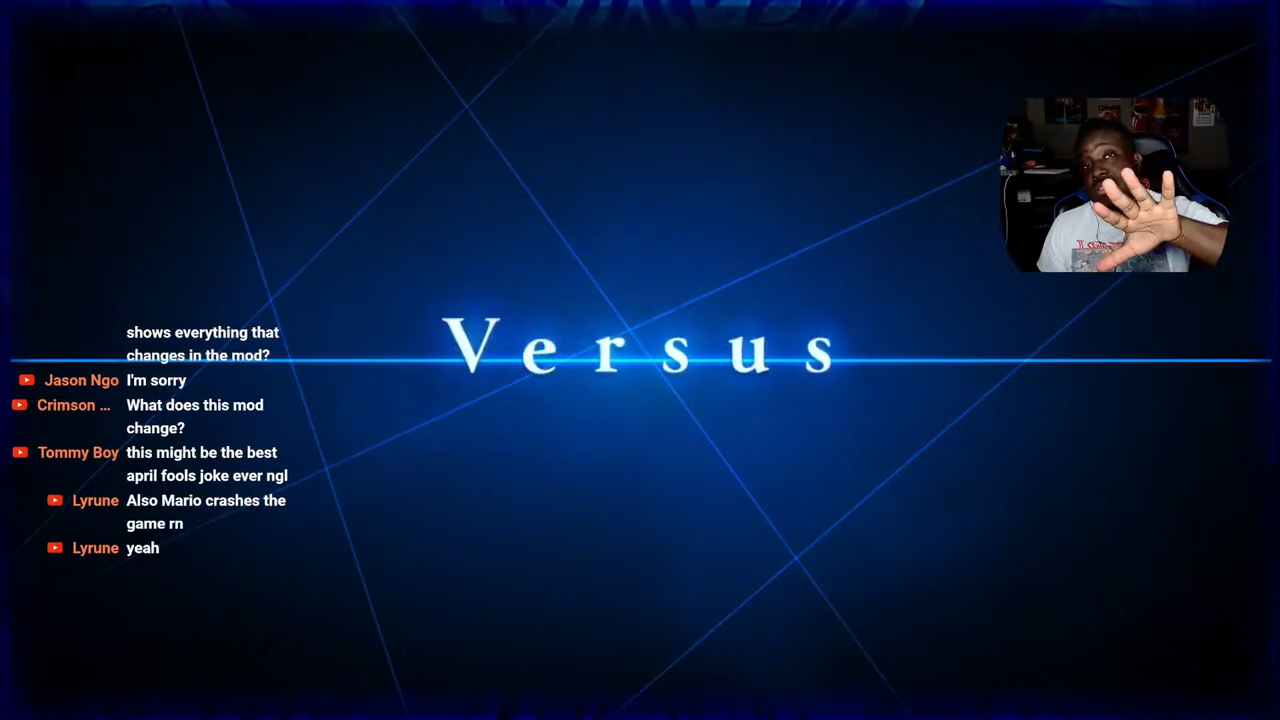 Versus
shows everything that
changes in the mod?
Jason Ngo I'm sorry
Crimson ... What does this mod
change?
Tommy Boy this might be the best
april fools joke ever ngl
Lyrune Also Mario crashes the
game rn
Lyrune yeah